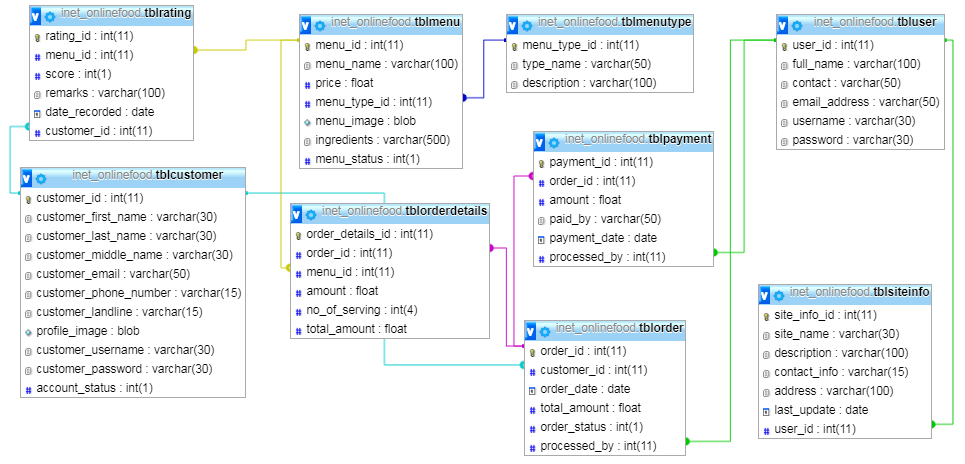 inet_onlinefood.tblrating
rating_id : int(11)
menu_id : int(11)
score : int(1)
remarks : varchar(100)
date_recorded : date
customer_id : int(11)
inet_onlinefood.tblmenu
menu_id : int(11)
menu_name : varchar(100)
price : float
menu_type_id : int(11)
menu_image : blob
ingredients : varchar(500)
menu_status : int(1)
inet_onlinefood.tblmenutype
menu_type_id : int(11)
type_name : varchar(50)
description : varchar(100)
inet_onlinefood.tbluser
user_id : int(11)
full_name : varchar(100)
contact : varchar(50)
email_address : varchar(50)
username : varchar(30)
password : varchar(30)
inet_onlinefood.tblpayment
payment_id : int(11)
order_id : int(11)
amount : float
paid_by : varchar(50)
payment_date : date
processed_by : int(11)
inet_onlinefood.tblcustomer
customer_id : int(11)
customer_first_name : varchar(30)
customer_last_name : varchar(30)
customer_middle_name : varchar(30)
customer_email : varchar(50)
customer_phone_number : varchar(15)
customer_landline : varchar(15)
profile_image : blob
customer_username : varchar(30)
customer_password : varchar(30)
account_status : int(1)
inet_onlinefood.tblorderdetails
order_details_id : int(11)
order_id : int(11)
menu_id : int(11)
amount : float
no_of_serving : int(4)
total_amount : float
inet_onlinefood.tblorder
order_id : int(11)
customer_id : int(11)
order_date : date
total_amount : float
order_status : int(1)
processed_by : int(11)
inet_onlinefood.tblsiteinfo
site_info_id : int(11)
site_name : varchar(30)
description : varchar(100)
contact_info : varchar(15)
address : varchar(100)
last_update : date
user_id : int(11)